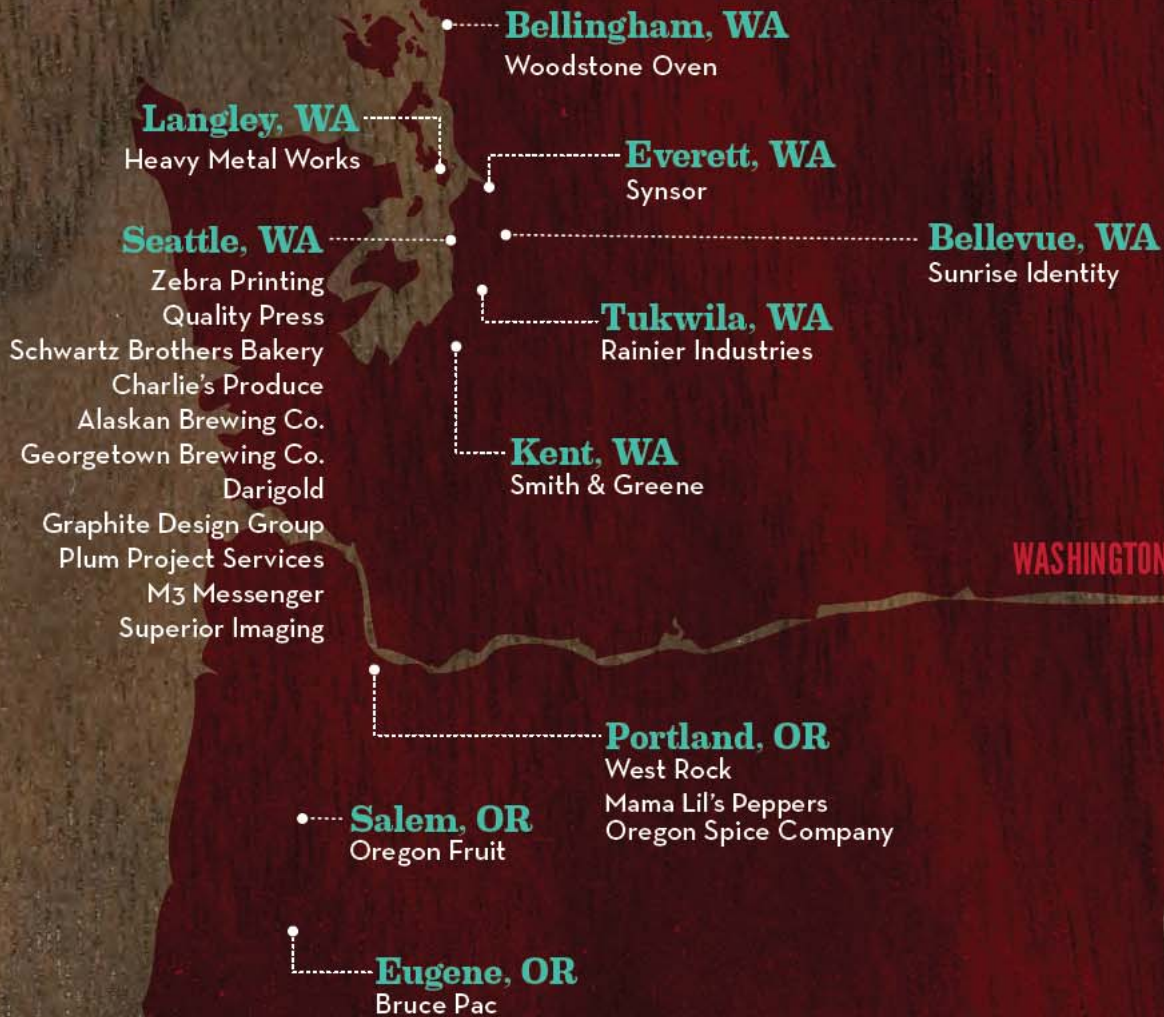 Bellingham, WA
Woodstone Oven
Langley, WA
Heavy Metal Works
Everett, WA
Synsor
Seattle, WA
Zebra Printing
Quality Press
Schwartz Brothers Bakery
Charlie's Produce
Alaskan Brewing Co.
Georgetown Brewing Co.
Darigold
Graphite Design Group
Plum Project Services
M3 Messenger
Superior Imaging
Bellevue, WA
Sunrise Identity
Tukwila, WA
Rainier Industries
Kent, WA
Smith & Greene
WASHINGTON
Portland, OR
West Rock
Mama Lil's Peppers
Oregon Spice Company
Salem, OR
Oregon Fruit
Eugene, OR
Bruce Pac